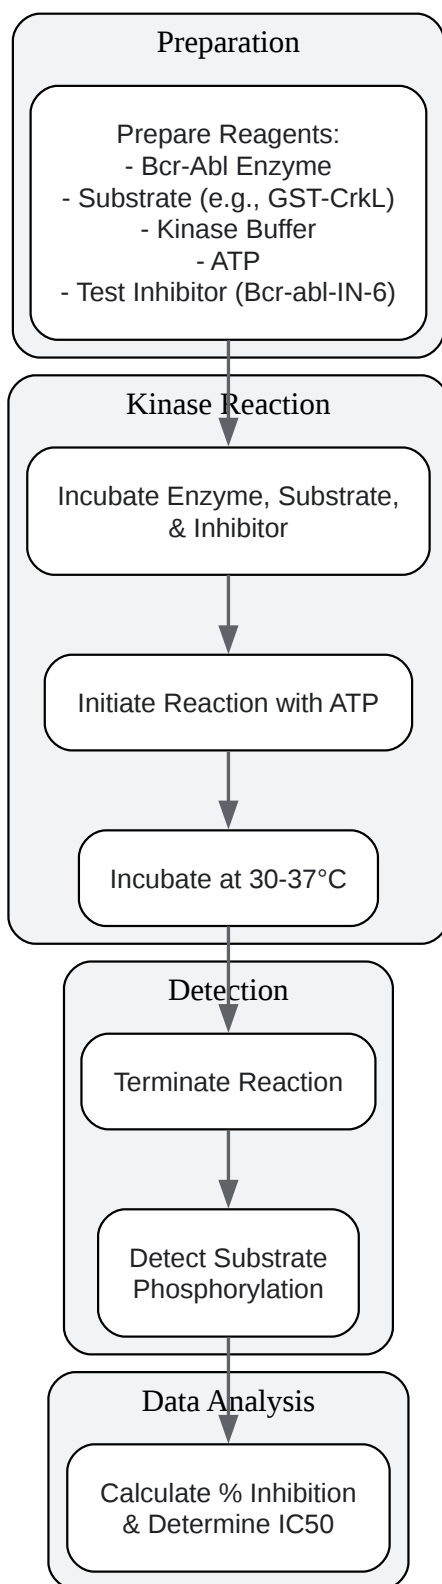 Preparation
Prepare Reagents:
- Bcr-Abl Enzyme
- Substrate (e.g., GST-CrkL)
- Kinase Buffer
- ATP
- Test Inhibitor (Bcr-abl-IN-6)
Kinase Reaction
Incubate Enzyme, Substrate,
& Inhibitor
Initiate Reaction with ATP
Incubate at 30-37°C
Detection
Terminate Reaction
Detect Substrate
Phosphorylation
Data Analysis
Calculate % Inhibition
& Determine IC50